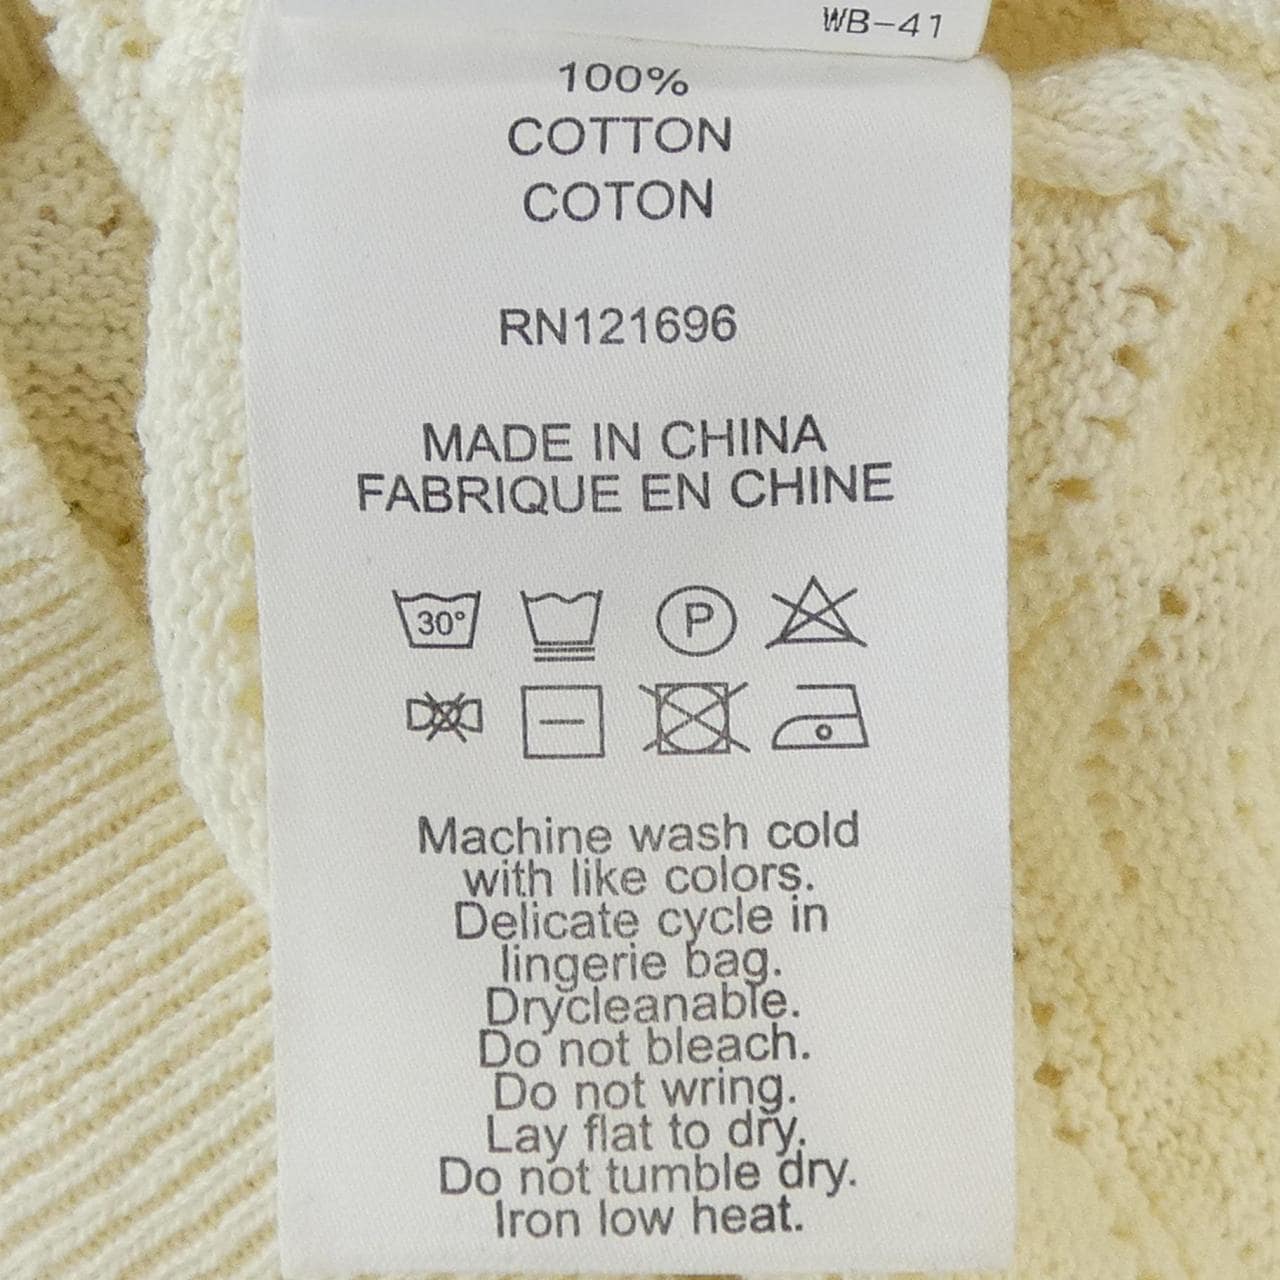 WB-41
100%
COTTON
COTON
RN121696
MADE IN CHINA
FABRIQUE EN CHINE
30°
P
Machine wash cold
with like colors.
Delicate cycle in
lingerie bag.
Drycleanable.
Do not bleach.
Do not wring.
Lay flat to dry.
Do not tumble dry.
Iron low heat.